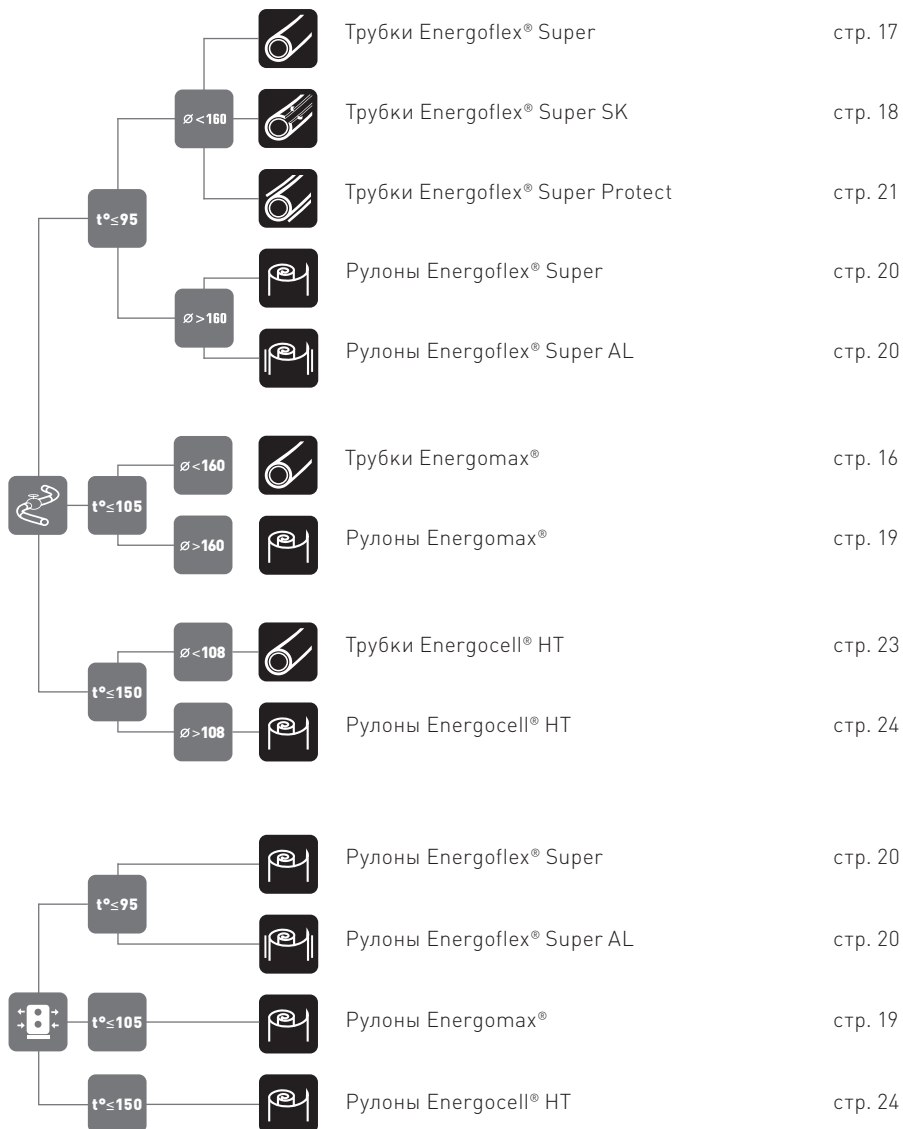 Трубки Energoflex® Super стр. 17
ø<160
Трубки Energoflex® Super SK стр. 18
Трубки Energoflex® Super Protect стр. 21
t°≤95
Рулоны Energoflex® Super стр. 20
ø>160
Рулоны Energoflex® Super AL стр. 20
ø<160
Трубки Energomax® стр. 16
t°≤105
ø>160
Рулоны Energomax® стр. 19
ø<108
Трубки Energocell® HT стр. 23
t°≤150
ø>108
Рулоны Energocell® HT стр. 24
Рулоны Energoflex® Super стр. 20
t°≤95
Рулоны Energoflex® Super AL стр. 20
t°≤105
Рулоны Energomax® стр. 19
t°≤150
Рулоны Energocell® HT стр. 24